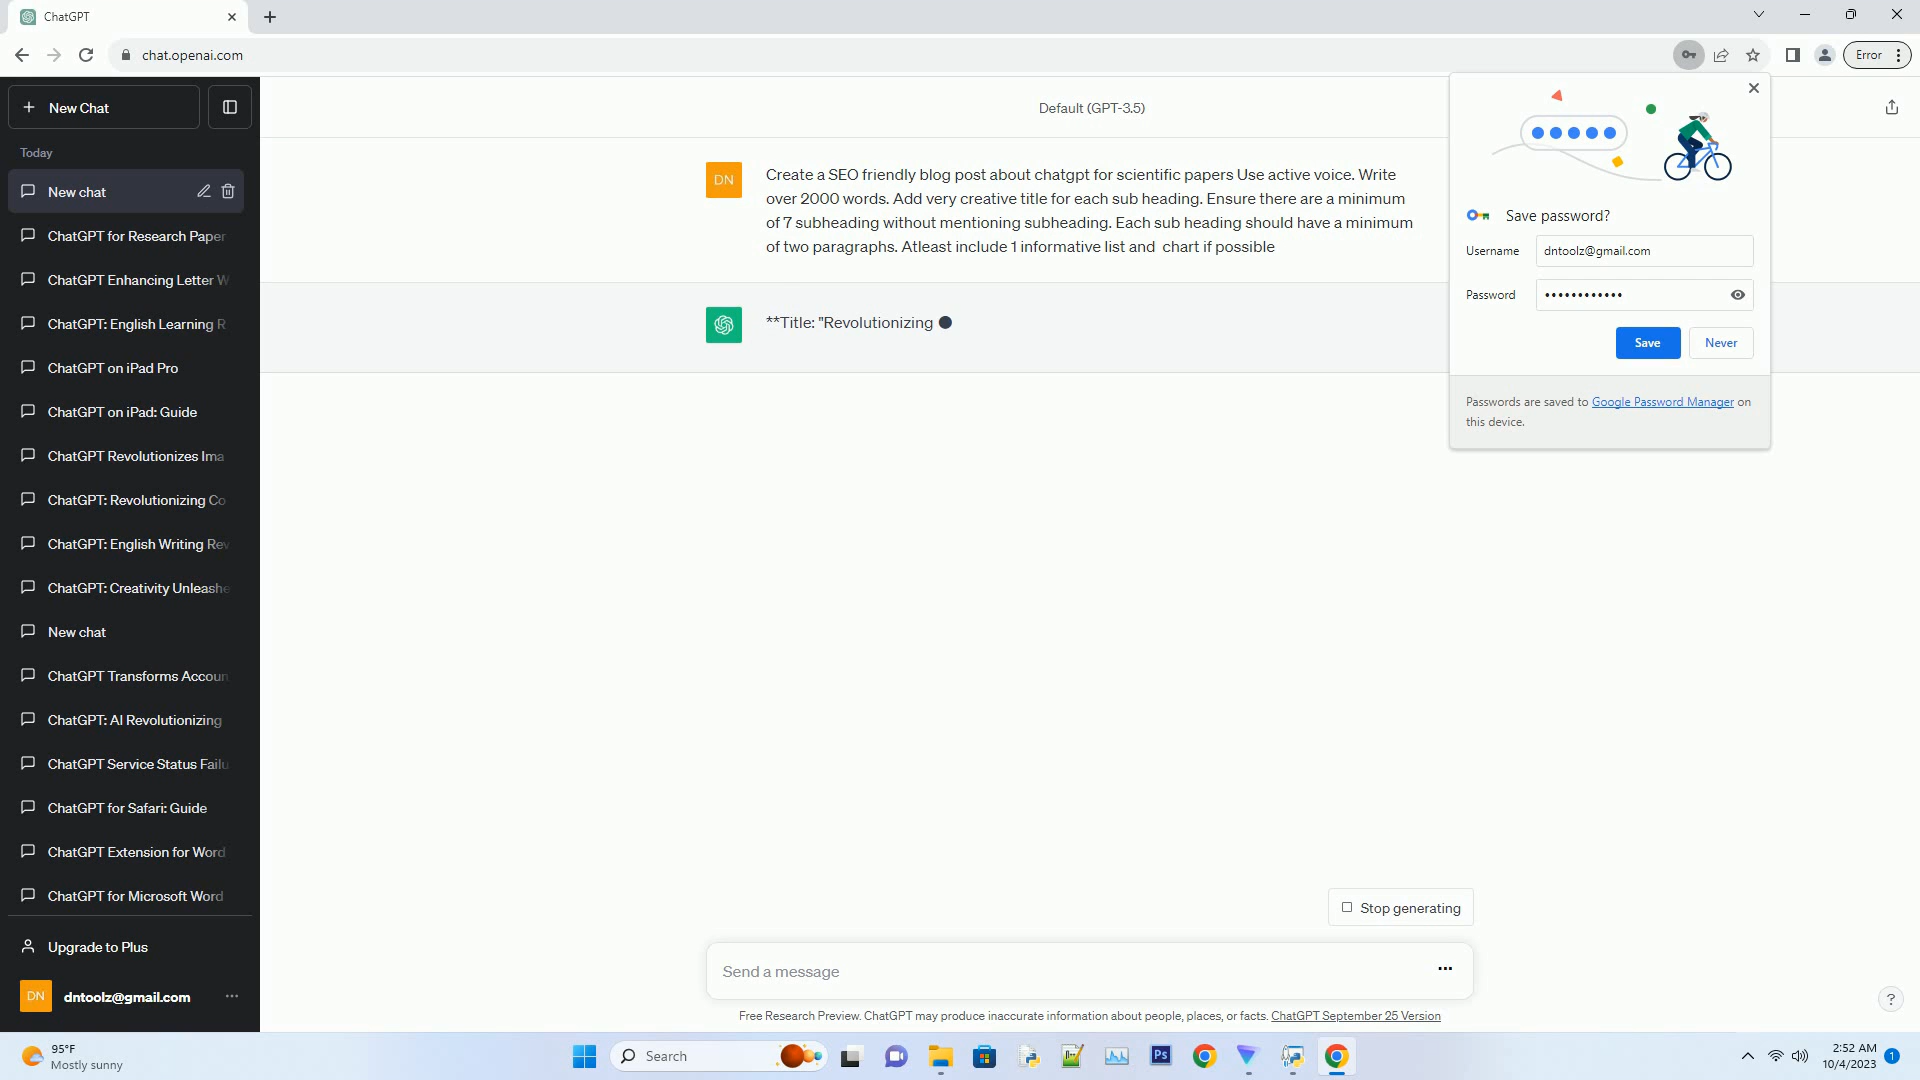 ChatGPT
chat.openai.com
Error
New Chat
Today
New chat
ChatGPT for Research Paper
ChatGPT Enhancing Letter W
ChatGPT: English Learning R
ChatGPT on iPad Pro
ChatGPT on iPad: Guide
ChatGPT Revolutionizes Ima
ChatGPT: Revolutionizing Co
ChatGPT: English Writing Rev
ChatGPT: Creativity Unleashe
New chat
ChatGPT Transforms Accoun
ChatGPT: AI Revolutionizing
ChatGPT Service Status Failu
ChatGPT for Safari: Guide
ChatGPT Extension for Word
ChatGPT for Microsoft Word
Upgrade to Plus
DN
dntoolz@gmail.com
Default (GPT-3.5)
DN
Create a SEO friendly blog post about chatgpt for scientific papers Use active voice. Write
over 2000 words. Add very creative title for each sub heading. Ensure there are a minimum
of 7 subheading without mentioning subheading. Each sub heading should have a minimum
of two paragraphs. Atleast include 1 informative list and  chart if possible
**Title: "Revolutionizing
Save password?
Username
dntoolz@gmail.com
Password
••••••••••••
Save
Never
Passwords are saved to Google Password Manager on
this device.
Stop generating
Send a message
Free Research Preview. ChatGPT may produce inaccurate information about people, places, or facts. ChatGPT September 25 Version
?
95°F
Mostly sunny
Search
Ps
2:52 AM
10/4/2023
1